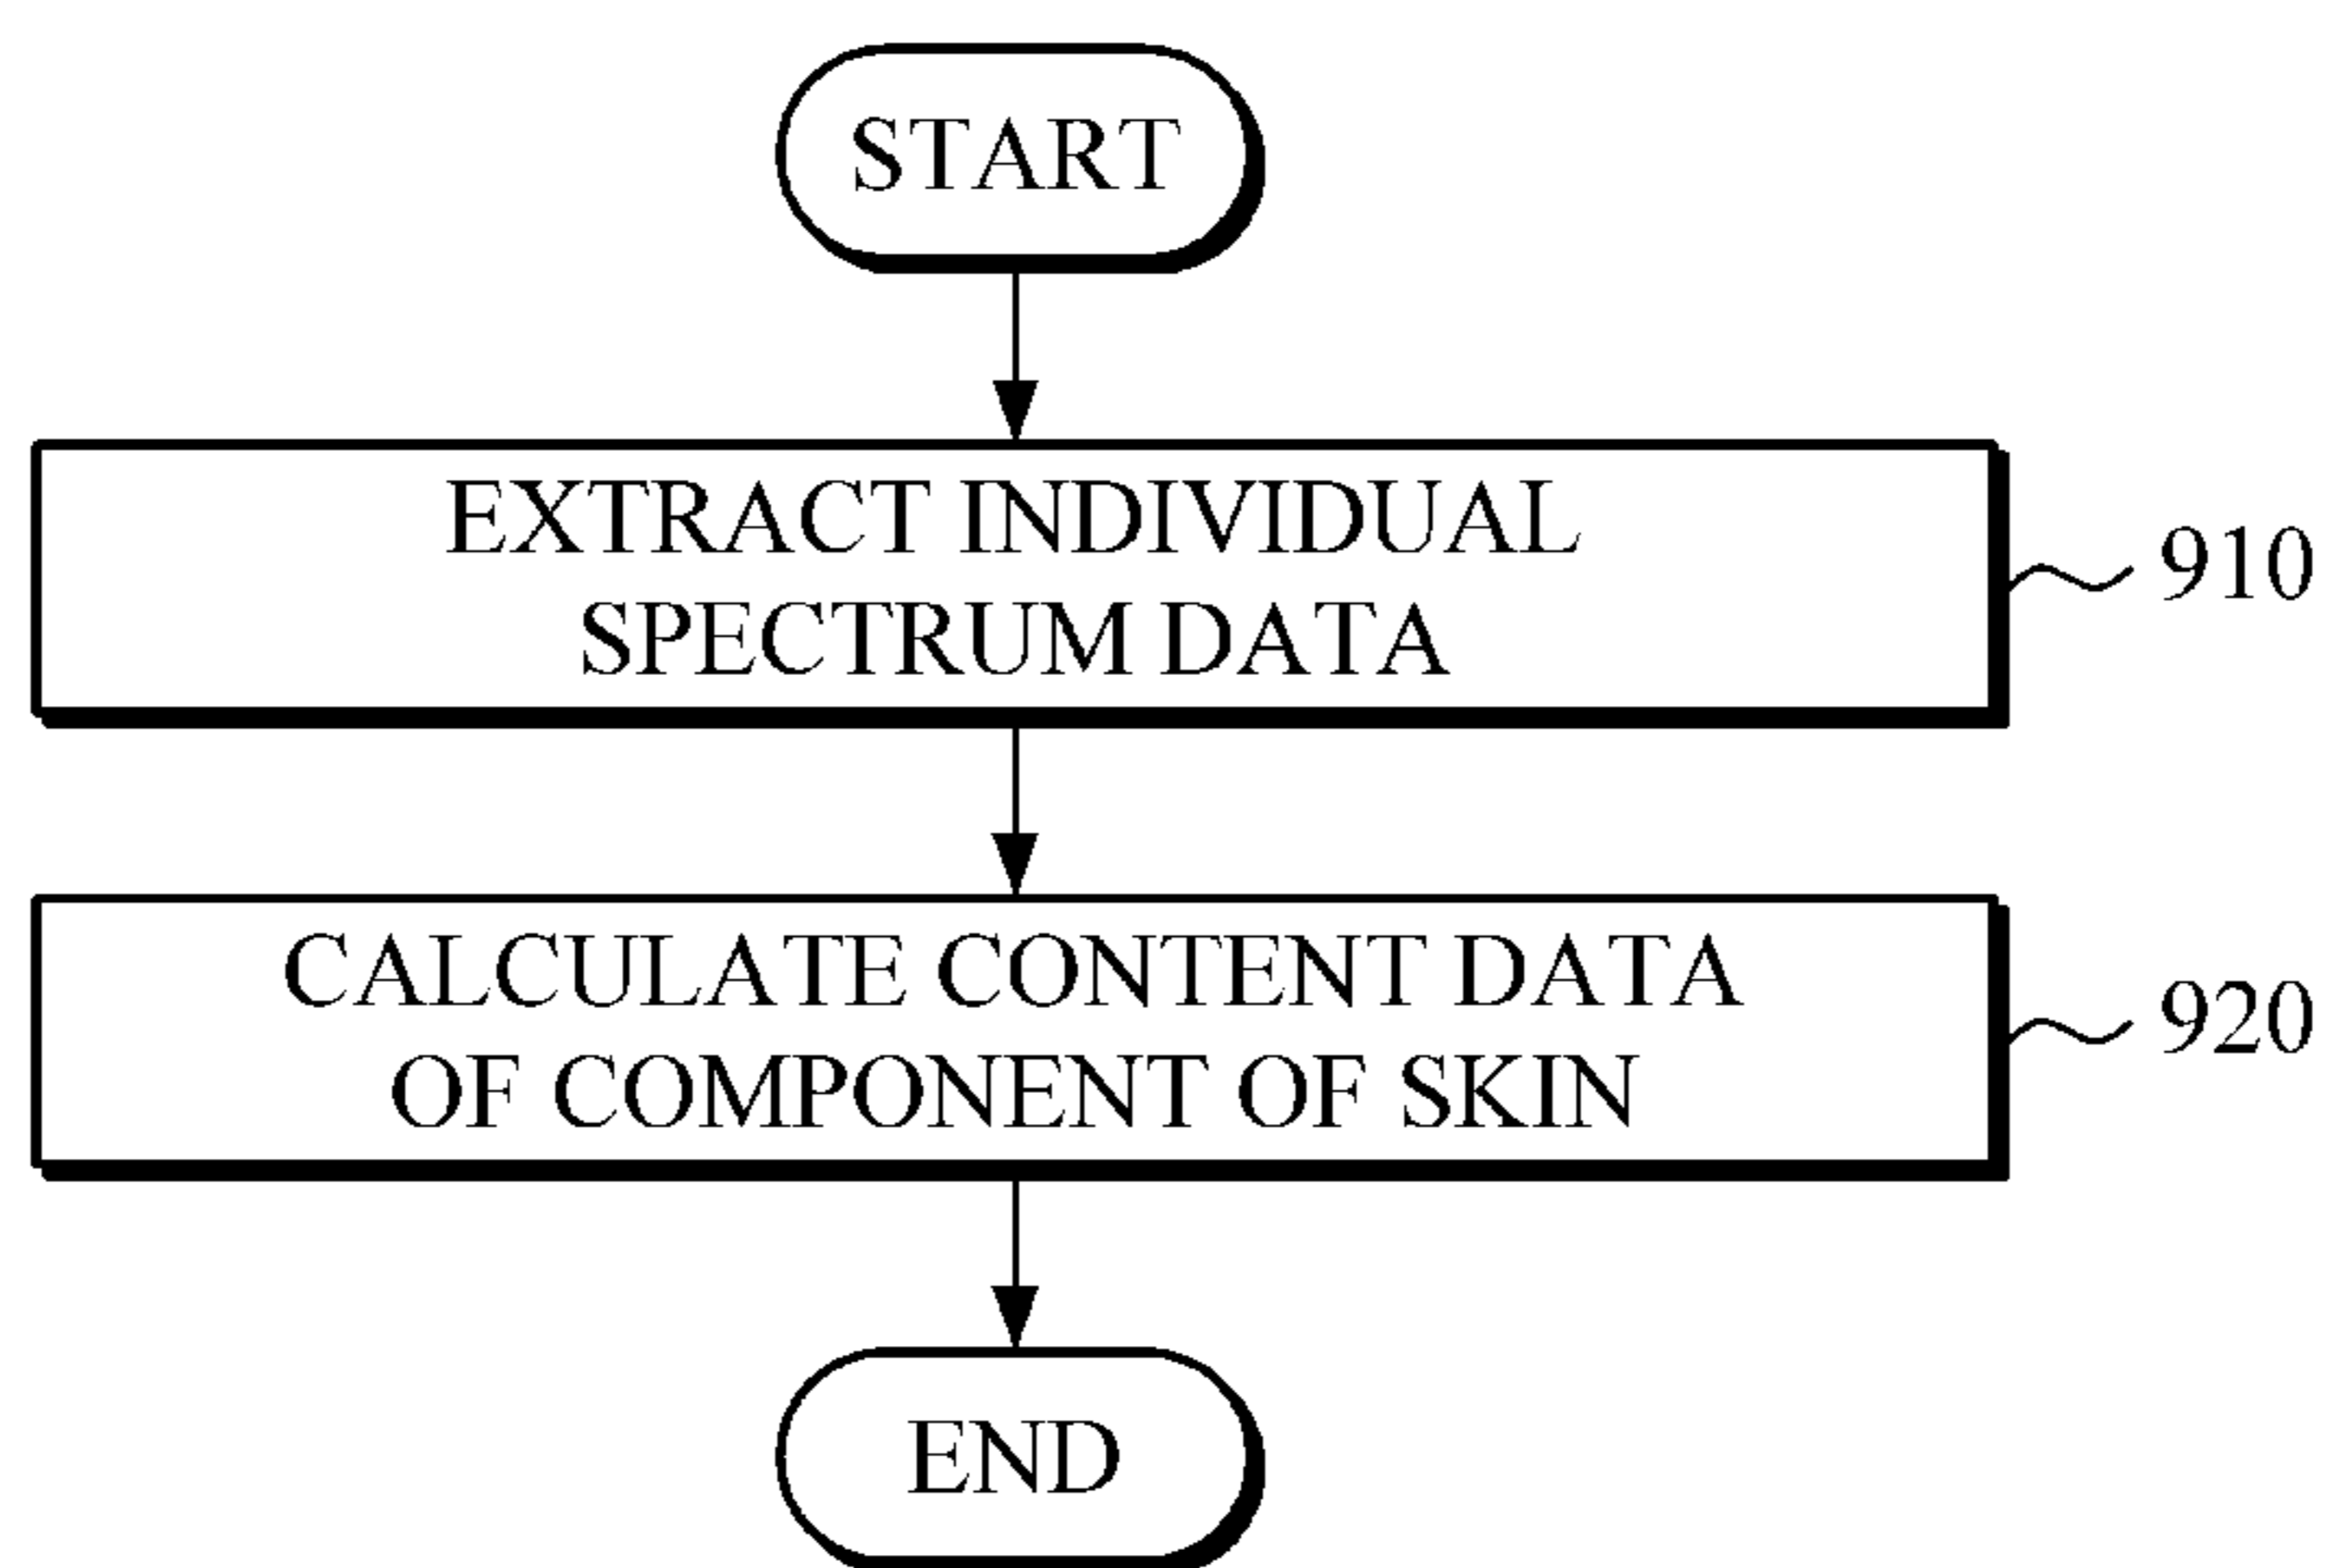 START
EXTRACT INDIVIDUAL
SPECTRUM DATA
910
CALCULATE CONTENT DATA
OF COMPONENT OF SKIN
920
END